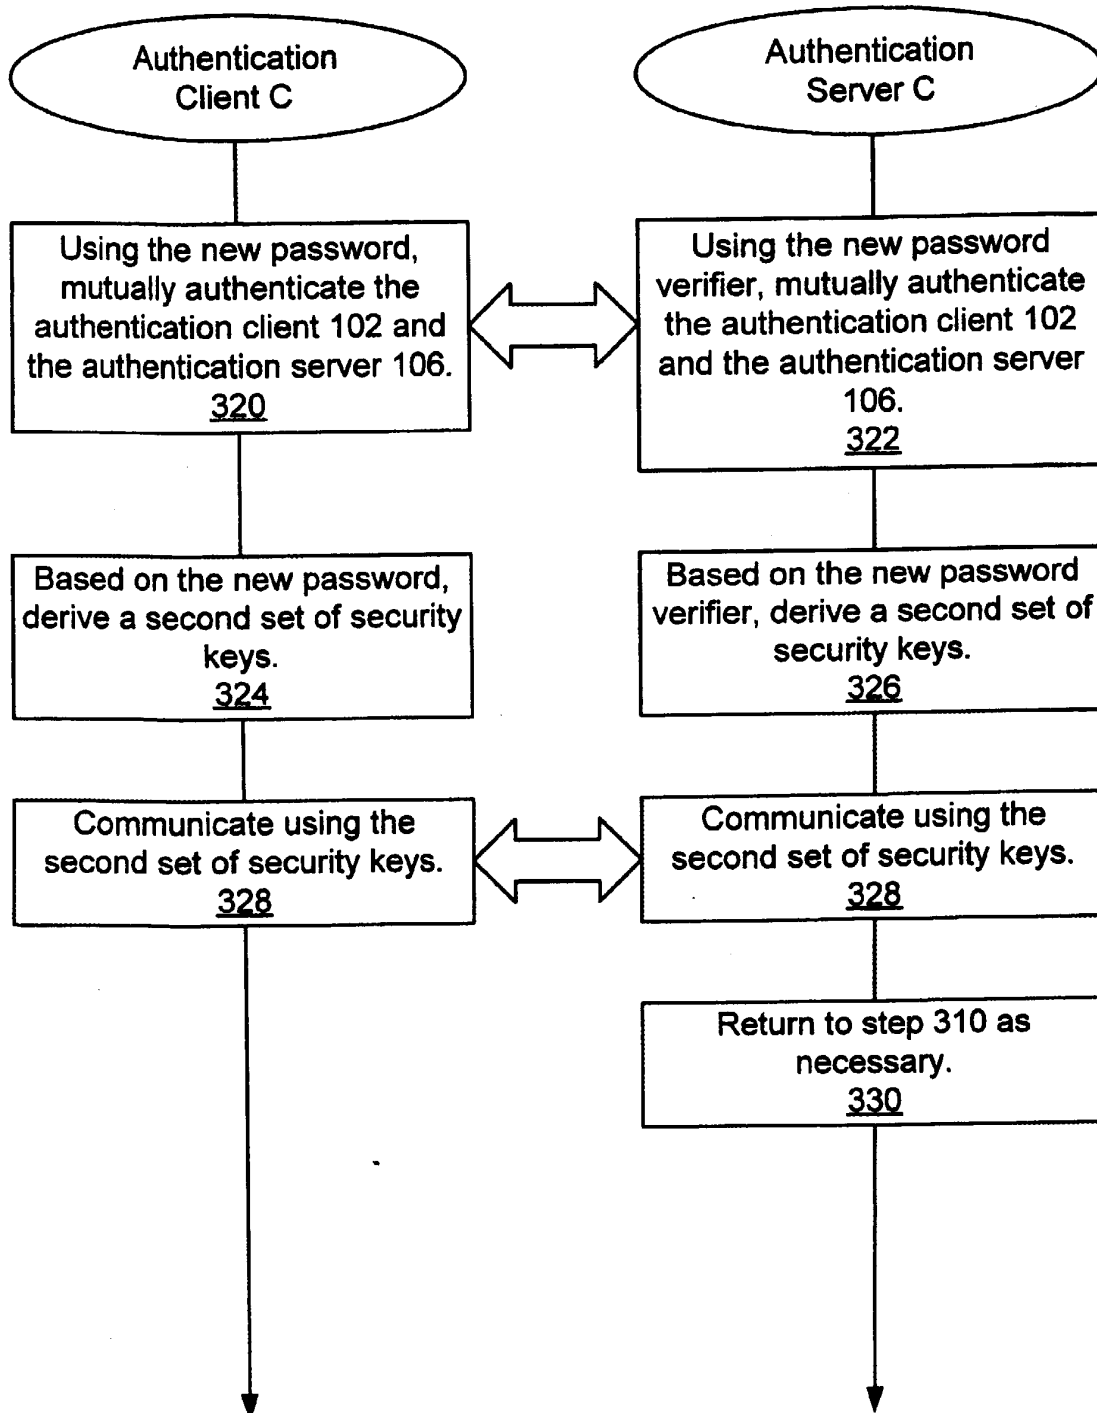 Authentication
Client C
Authentication
Server C
Using the new password,
mutually authenticate the
authentication client 102 and
the authentication server 106.
320
Using the new password
verifier, mutually authenticate
the authentication client 102
and the authentication server
106.
322
Based on the new password,
derive a second set of security
keys.
324
Based on the new password
verifier, derive a second set of
security keys.
326
Communicate using the
second set of security keys.
328
Communicate using the
second set of security keys.
328
Return to step 310 as
necessary.
330